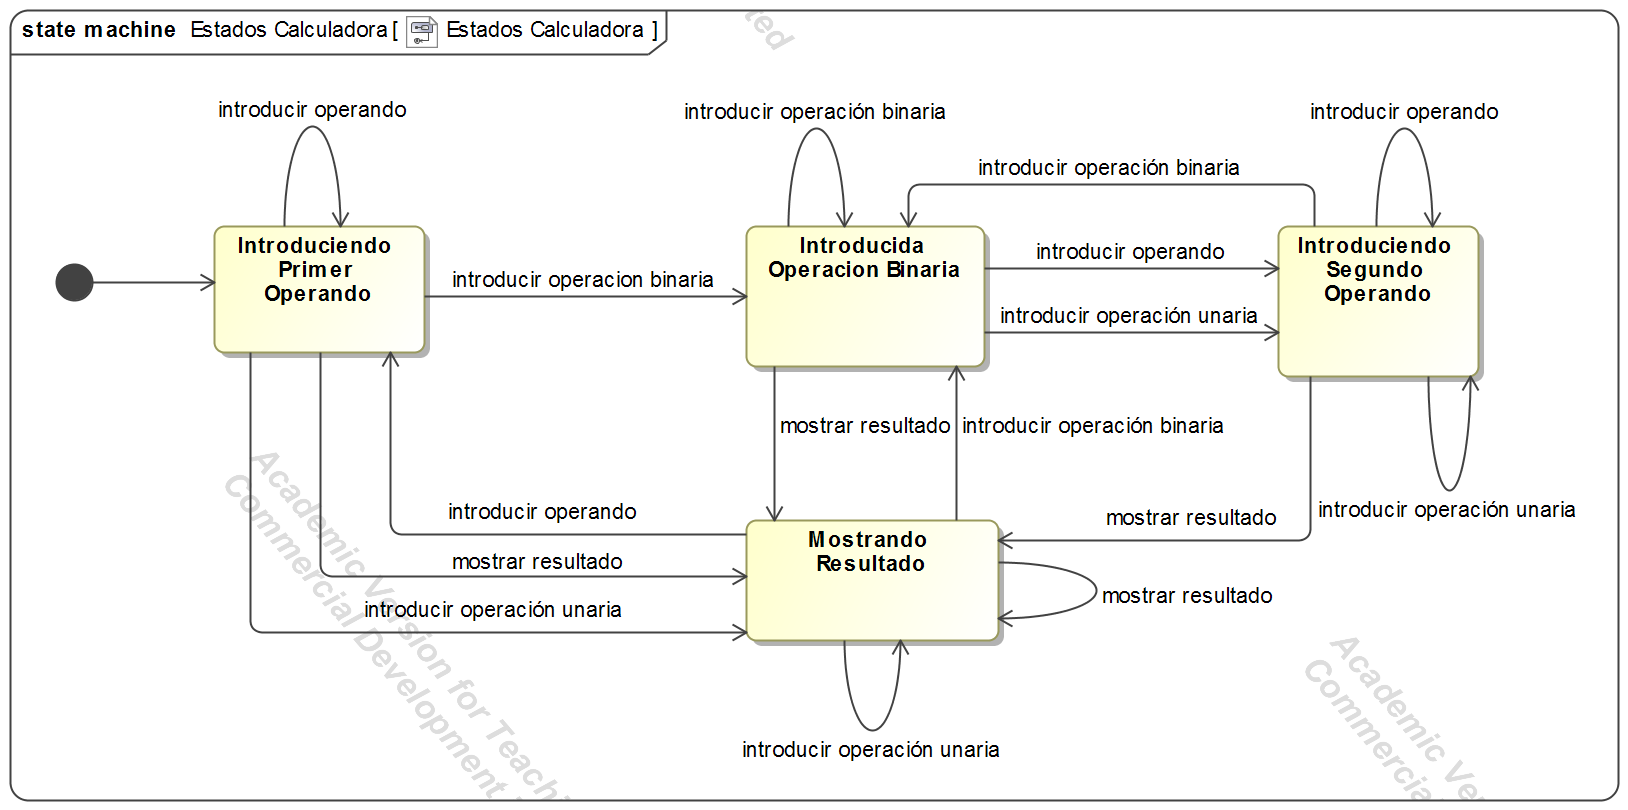 state machine Estados Calculadora [ Estados Calculadora ]
ted
introducir operando
introducir operación binaria
introducir operando
introducir operación binaria
Introduciendo
Primer
Operando
introducir operacion binaria
Introducida
Operacion Binaria
introducir operando
introducir operación unaria
Introduciendo
Segundo
Operando
mostrar resultado
introducir operación binaria
introducir operando
mostrar resultado
introducir operación unaria
mostrar resultado
introducir operación unaria
Mostrando
Resultado
mostrar resultado
introducir operación unaria
Academic Version for Teachi
Commercial Development
Academic Ve
Commercia